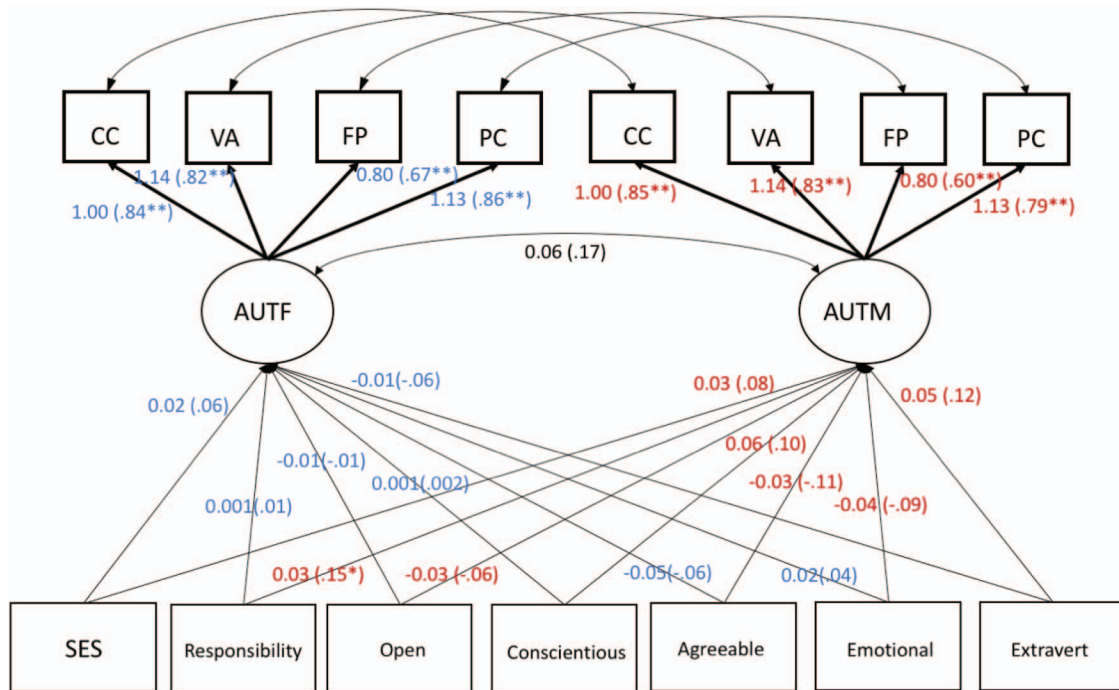 CC VA FP PC CC VA FP PC
1.14 (.82**) 0.80 (.67**) 1.14 (.83**) 0.80 (.60**)
1.00 (.84**) 1.13 (.86**) 1.00 (.85**) 1.13 (.79**)
0.06 (.17)
AUTF AUTM
-0.01(-.06) 0.03 (.08) 0.05 (.12)
0.02 (.06)
-0.01(-.01) 0.06 (.10)
0.001(.002) -0.03 (-.11)
0.001(.01) -0.04 (-.09)
0.03 (.15*) -0.03 (-.06) -0.05(-.06) 0.02(.04)
SES Responsibility Open Conscientious Agreeable Emotional Extravert